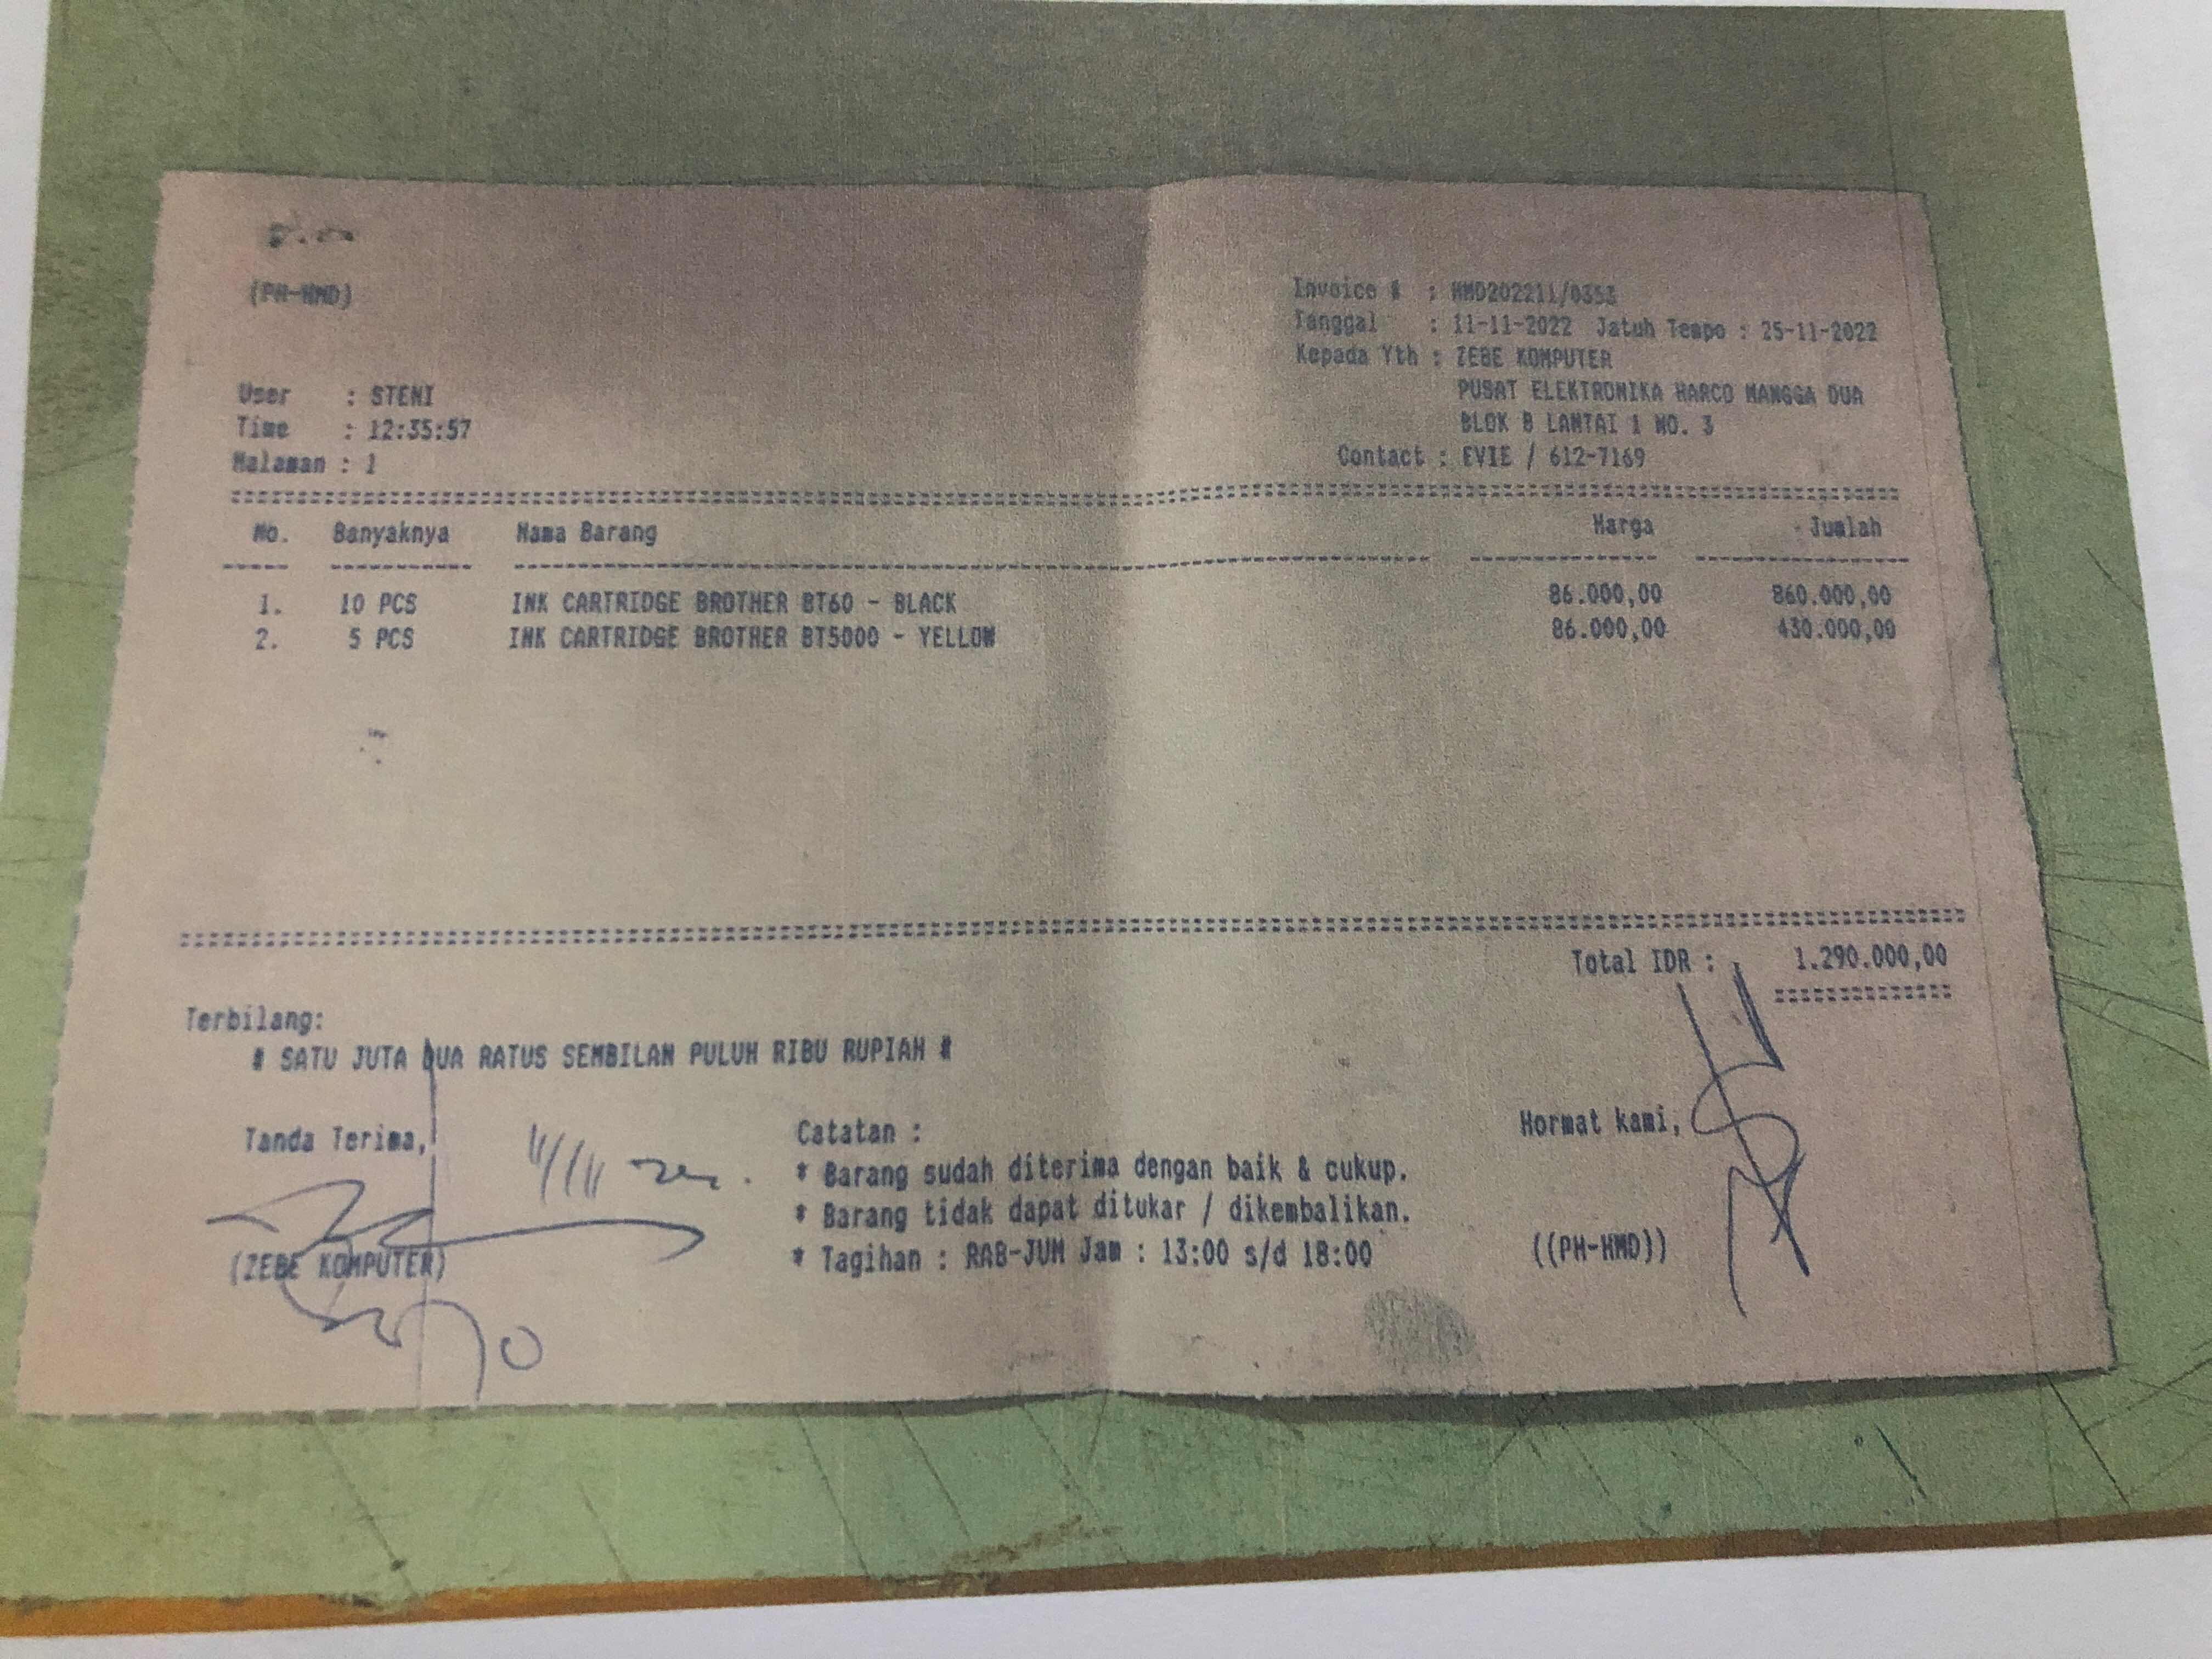 (PH-HMD)
Invoice # : HMD202211/0353
Tanggal : 11-11-2022 Jatuh Tempo : 25-11-2022
Kepada Yth : ZEBE KOMPUTER
PUSAT ELEKTRONIKA HARCO MANGGA DUA
BLOK B LANTAI 1 NO. 3
Contact : EVIE / 612-7169
User : STENI
Time : 12:35:57
Halaman : 1
No. Banyaknya Nama Barang Harga Jumlah
1. 10 PCS INK CARTRIDGE BROTHER BT60 - BLACK 86.000,00 860.000,00
2. 5 PCS INK CARTRIDGE BROTHER BT5000 - YELLOW 86.000,00 430.000,00
Total IDR : 1.290.000,00
Terbilang:
# SATU JUTA DUA RATUS SEMBILAN PULUH RIBU RUPIAH #
Tanda Terima,
11/11
(ZEBE KOMPUTER)
Catatan :
* Barang sudah diterima dengan baik & cukup.
* Barang tidak dapat ditukar / dikembalikan.
* Tagihan : RAB-JUM Jam : 13:00 s/d 18:00
Hormat kami,
((PH-HMD))